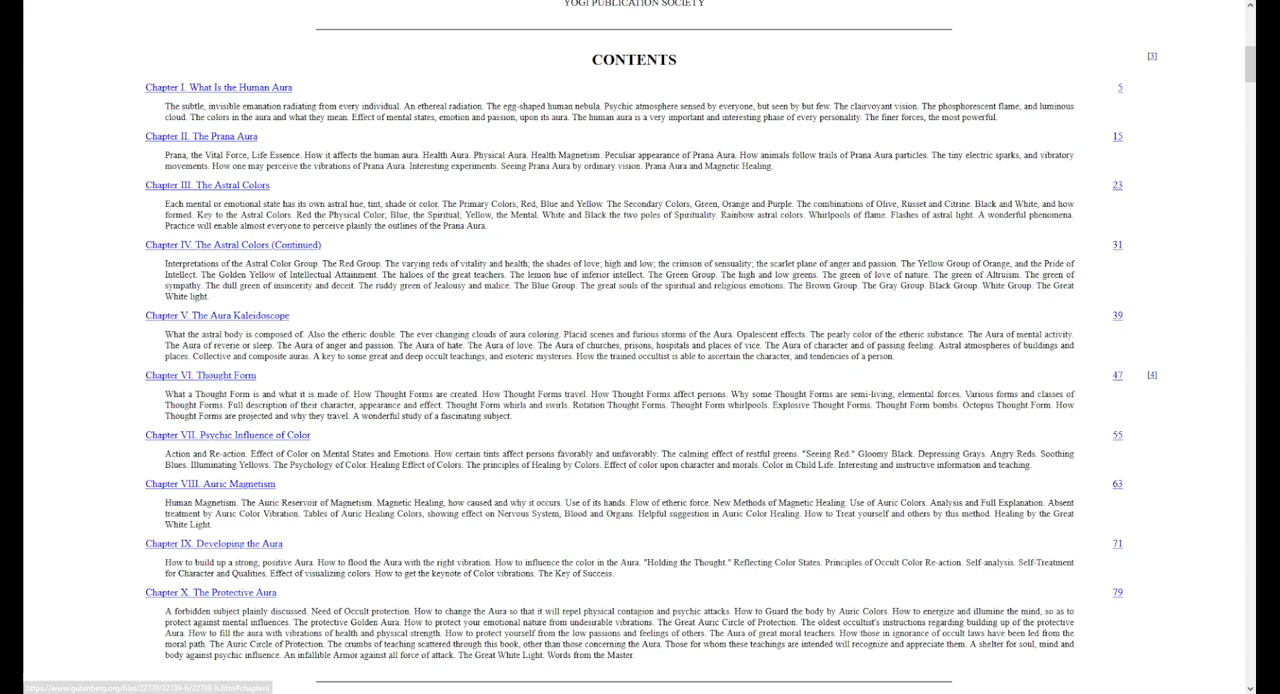 YOGI PUBLICATION SOCIETY
CONTENTS
[3]
Chapter I. What Is the Human Aura 5
The subtle, invisible emanation radiating from every individual. An ethereal radiation. The egg-shaped human nebula. Psychic atmosphere sensed by everyone, but seen by but few. The clairvoyant vision. The phosphorescent flame, and luminous
cloud. The colors in the aura and what they mean. Effect of mental states, emotion and passion, upon its aura. The human aura is a very important and interesting phase of every personality. The finer forces, the most powerful.
Chapter II. The Prana Aura 15
Prana, the Vital Force, Life Essence. How it affects the human aura. Health Aura. Physical Aura. Health Magnetism. Peculiar appearance of Prana Aura. How animals follow trails of Prana Aura particles. The tiny electric sparks, and vibratory
movements. How one may perceive the vibrations of Prana Aura. Interesting experiments. Seeing Prana Aura by ordinary vision. Prana Aura and Magnetic Healing.
Chapter III. The Astral Colors 23
Each mental or emotional state has its own astral hue, tint, shade or color. The Primary Colors, Red, Blue and Yellow. The Secondary Colors, Green, Orange and Purple. The combinations of Olive, Russet and Citrine. Black and White, and how
formed. Key to the Astral Colors. Red the Physical Color; Blue, the Spiritual; Yellow, the Mental. White and Black the two poles of Spirituality. Rainbow astral colors. Whirlpools of flame. Flashes of astral light. A wonderful phenomena.
Practice will enable almost everyone to perceive plainly the outlines of the Prana Aura.
Chapter IV. The Astral Colors (Continued) 31
Interpretations of the Astral Color Group. The Red Group. The varying reds of vitality and health; the shades of love; high and low; the crimson of sensuality; the scarlet plane of anger and passion. The Yellow Group of Orange, and the Pride of
Intellect. The Golden Yellow of Intellectual Attainment. The haloes of the great teachers. The lemon hue of inferior intellect. The Green Group. The high and low greens. The green of love of nature. The green of Altruism. The green of
sympathy. The dull green of insincerity and deceit. The ruddy green of Jealousy and malice. The Blue Group. The great souls of the spiritual and religious emotions. The Brown Group. The Gray Group. Black Group. White Group. The Great
White light.
Chapter V. The Aura Kaleidoscope 39
What the astral body is composed of. Also the etheric double. The ever changing clouds of aura coloring. Placid scenes and furious storms of the Aura. Opalescent effects. The pearly color of the etheric substance. The Aura of mental activity.
The Aura of reverie or sleep. The Aura of anger and passion. The Aura of hate. The Aura of love. The Aura of churches, prisons, hospitals and places of vice. The Aura of character and of passing feeling. Astral atmospheres of buildings and
places. Collective and composite auras. A key to some great and deep occult teachings, and esoteric mysteries. How the trained occultist is able to ascertain the character, and tendencies of a person.
Chapter VI. Thought Form 47 [4]
What a Thought Form is and what it is made of. How Thought Forms are created. How Thought Forms travel. How Thought Forms affect persons. Why some Thought Forms are semi-living, elemental forces. Various forms and classes of
Thought Forms. Full description of their character, appearance and effect. Thought Form whirls and swirls. Rotation Thought Forms. Thought Form whirlpools. Explosive Thought Forms. Thought Form bombs. Octopus Thought Form. How
Thought Forms are projected and why they travel. A wonderful study of a fascinating subject.
Chapter VII. Psychic Influence of Color 55
Action and Re-action. Effect of Color on Mental States and Emotions. How certain tints affect persons favorably and unfavorably. The calming effect of restful greens. "Seeing Red." Gloomy Black. Depressing Grays. Angry Reds. Soothing
Blues. Illuminating Yellows. The Psychology of Color. Healing Effect of Colors. The principles of Healing by Colors. Effect of color upon character and morals. Color in Child Life. Interesting and instructive information and teaching.
Chapter VIII. Auric Magnetism 63
Human Magnetism. The Auric Reservoir of Magnetism. Magnetic Healing, how caused and why it occurs. Use of its hands. Flow of etheric force. New Methods of Magnetic Healing. Use of Auric Colors. Analysis and Full Explanation. Absent
treatment by Auric Color Vibration. Tables of Auric Healing Colors, showing effect on Nervous System, Blood and Organs. Helpful suggestion in Auric Color Healing. How to Treat yourself and others by this method. Healing by the Great
White Light.
Chapter IX. Developing the Aura 71
How to build up a strong, positive Aura. How to flood the Aura with the right vibration. How to influence the color in the Aura. "Holding the Thought." Reflecting Color States. Principles of Occult Color Re-action. Self-analysis. Self-Treatment
for Character and Qualities. Effect of visualizing colors. How to get the keynote of Color vibrations. The Key of Success.
Chapter X. The Protective Aura 79
A forbidden subject plainly discussed. Need of Occult protection. How to change the Aura so that it will repel physical contagion and psychic attacks. How to Guard the body by Auric Colors. How to energize and illumine the mind, so as to
protect against mental influences. The protective Golden Aura. How to protect your emotional nature from undesirable vibrations. The Great Auric Circle of Protection. The oldest occultist's instructions regarding building up of the protective
Aura. How to fill the aura with vibrations of health and physical strength. How to protect yourself from the low passions and feelings of others. The Aura of great moral teachers. How those in ignorance of occult laws have been led from the
moral path. The Auric Circle of Protection. The crumbs of teaching scattered through this book, other than those concerning the Aura. Those for whom these teachings are intended will recognize and appreciate them. A shelter for soul, mind and
body against psychic influence. An infallible Armor against all force of attack. The Great White Light. Words from the Master.
https://www.gutenberg.org/files/22739/22739-h/22739-h.htm#chapteri